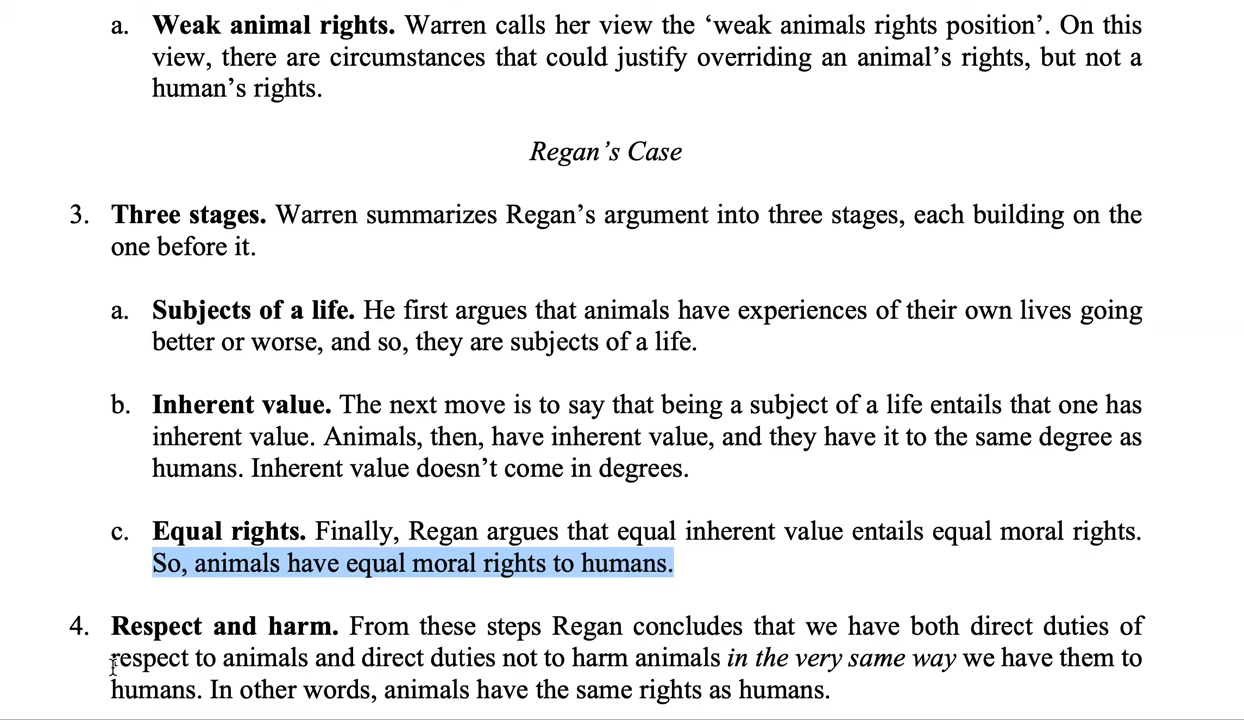 a. Weak animal rights. Warren calls her view the ‘weak animals rights position’. On this
view, there are circumstances that could justify overriding an animal’s rights, but not a
human’s rights.
Regan’s Case
3. Three stages. Warren summarizes Regan’s argument into three stages, each building on the
one before it.
a. Subjects of a life. He first argues that animals have experiences of their own lives going
better or worse, and so, they are subjects of a life.
b. Inherent value. The next move is to say that being a subject of a life entails that one has
inherent value. Animals, then, have inherent value, and they have it to the same degree as
humans. Inherent value doesn’t come in degrees.
c. Equal rights. Finally, Regan argues that equal inherent value entails equal moral rights.
So, animals have equal moral rights to humans.
4. Respect and harm. From these steps Regan concludes that we have both direct duties of
respect to animals and direct duties not to harm animals in the very same way we have them to
humans. In other words, animals have the same rights as humans.